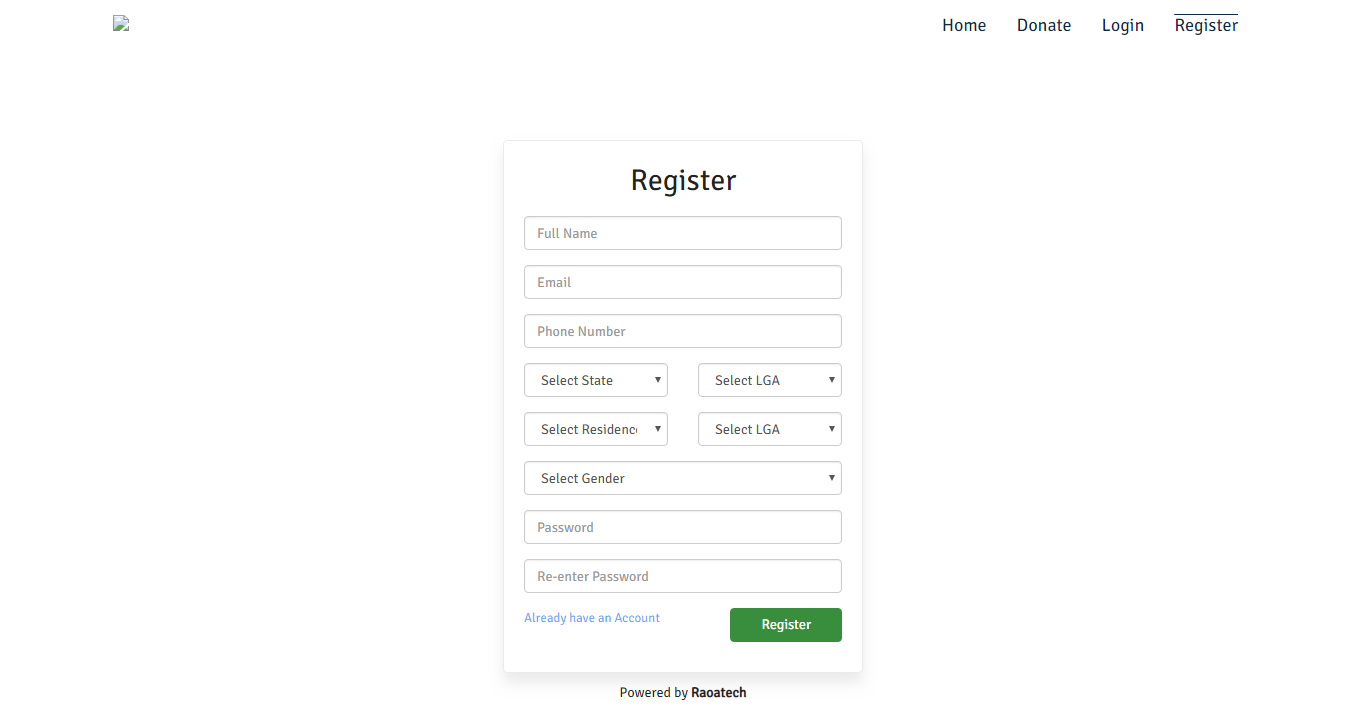 Home Donate Login Register
Register
Full Name
Email
Phone Number
Select State Select LGA
Select Residenc Select LGA
Select Gender
Password
Re-enter Password
Already have an Account Register
Powered by Raoatech